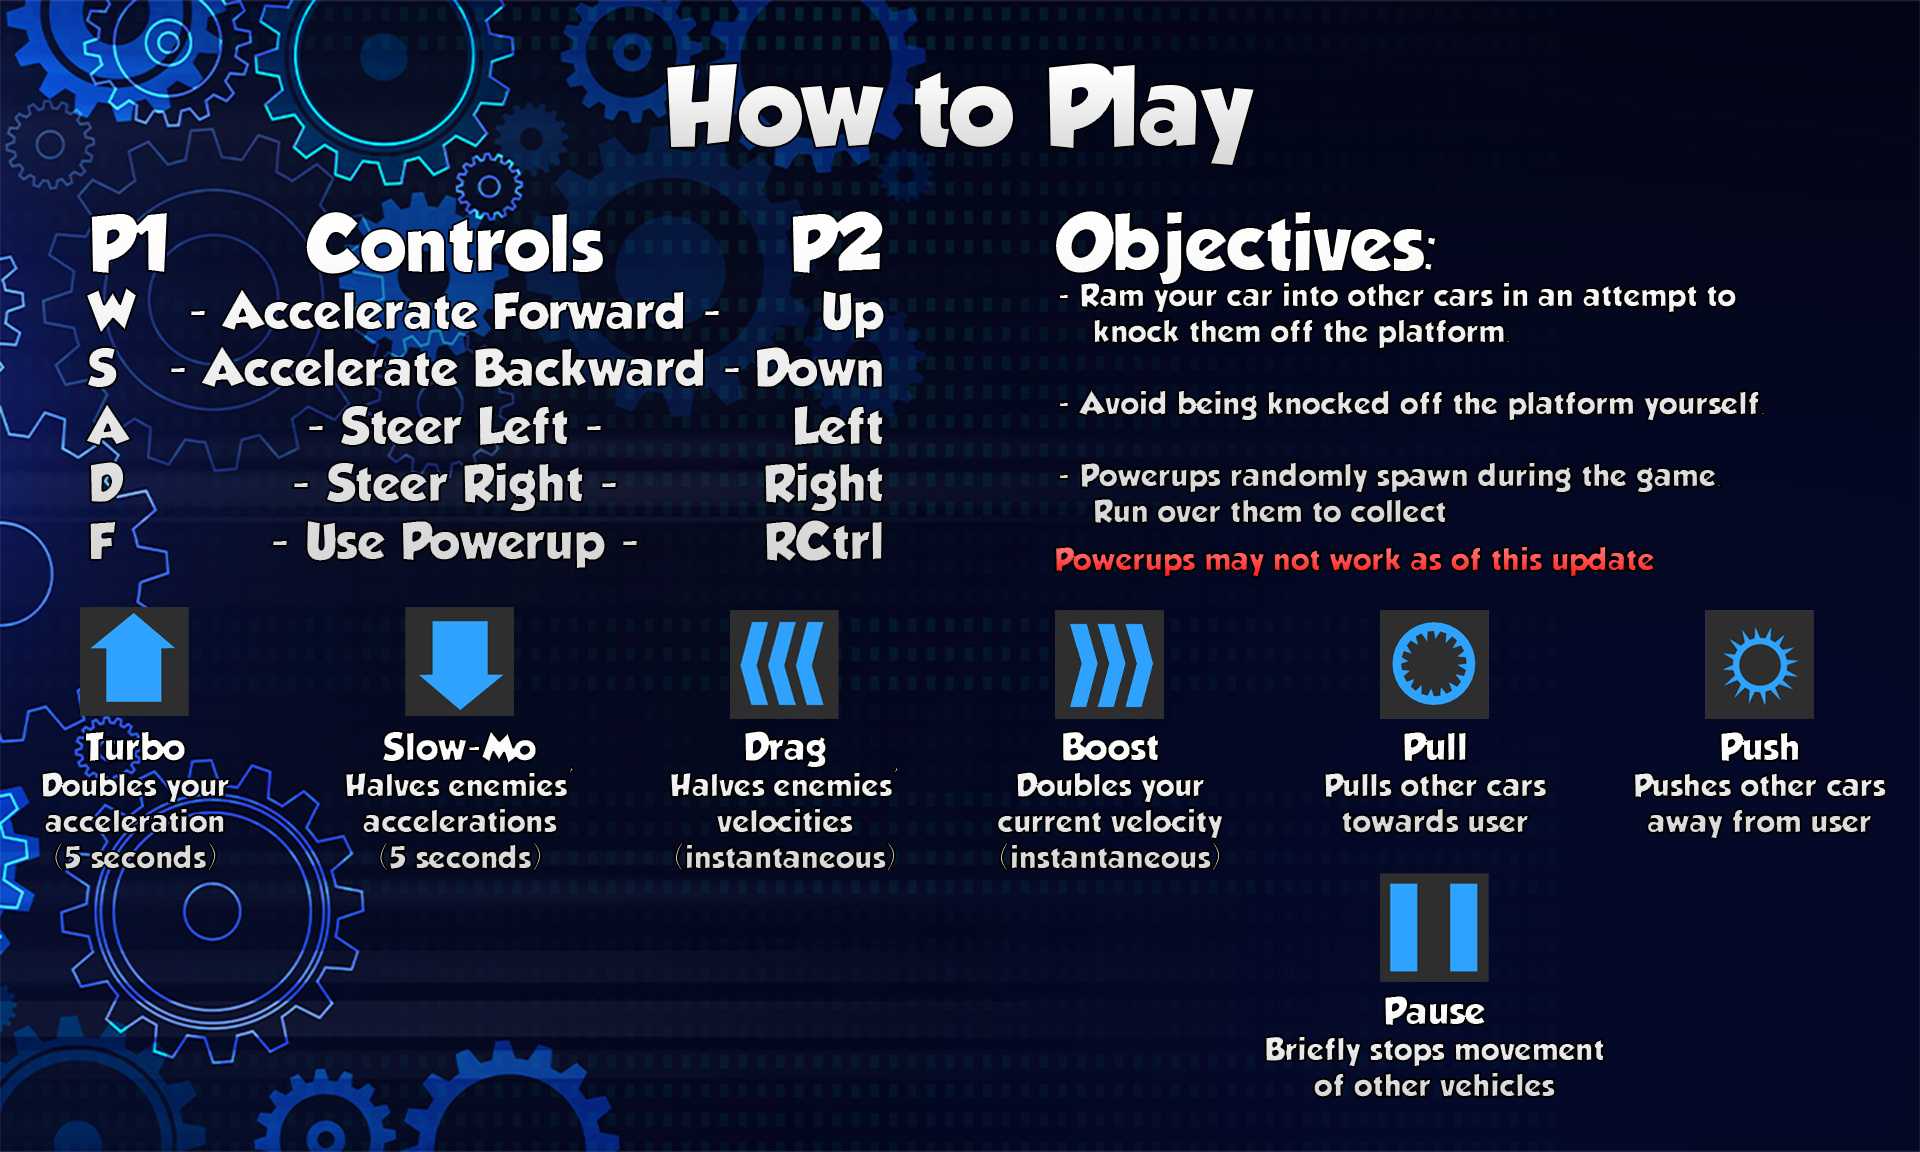 How to Play
P1 Controls P2
W - Accelerate Forward - Up
S - Accelerate Backward - Down
A - Steer Left - Left
D - Steer Right - Right
F - Use Powerup - RCtrl
Objectives:
- Ram your car into other cars in an attempt to
knock them off the platform.
- Avoid being knocked off the platform yourself.
- Powerups randomly spawn during the game.
Run over them to collect
Powerups may not work as of this update
Turbo
Doubles your
acceleration
(5 seconds)
Slow-Mo
Halves enemies'
accelerations
(5 seconds)
Drag
Halves enemies'
velocities
(instantaneous)
Boost
Doubles your
current velocity
(instantaneous)
Pull
Pulls other cars
towards user
Push
Pushes other cars
away from user
Pause
Briefly stops movement
of other vehicles